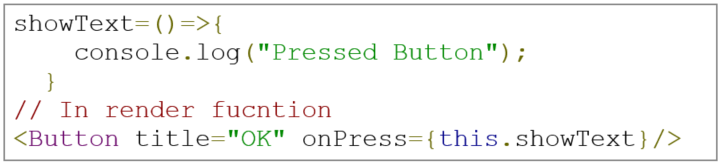 showText=()=>{
console.log("Pressed Button");
}
// In render fucntion
<Button title="OK" onPress={this.showText}/>